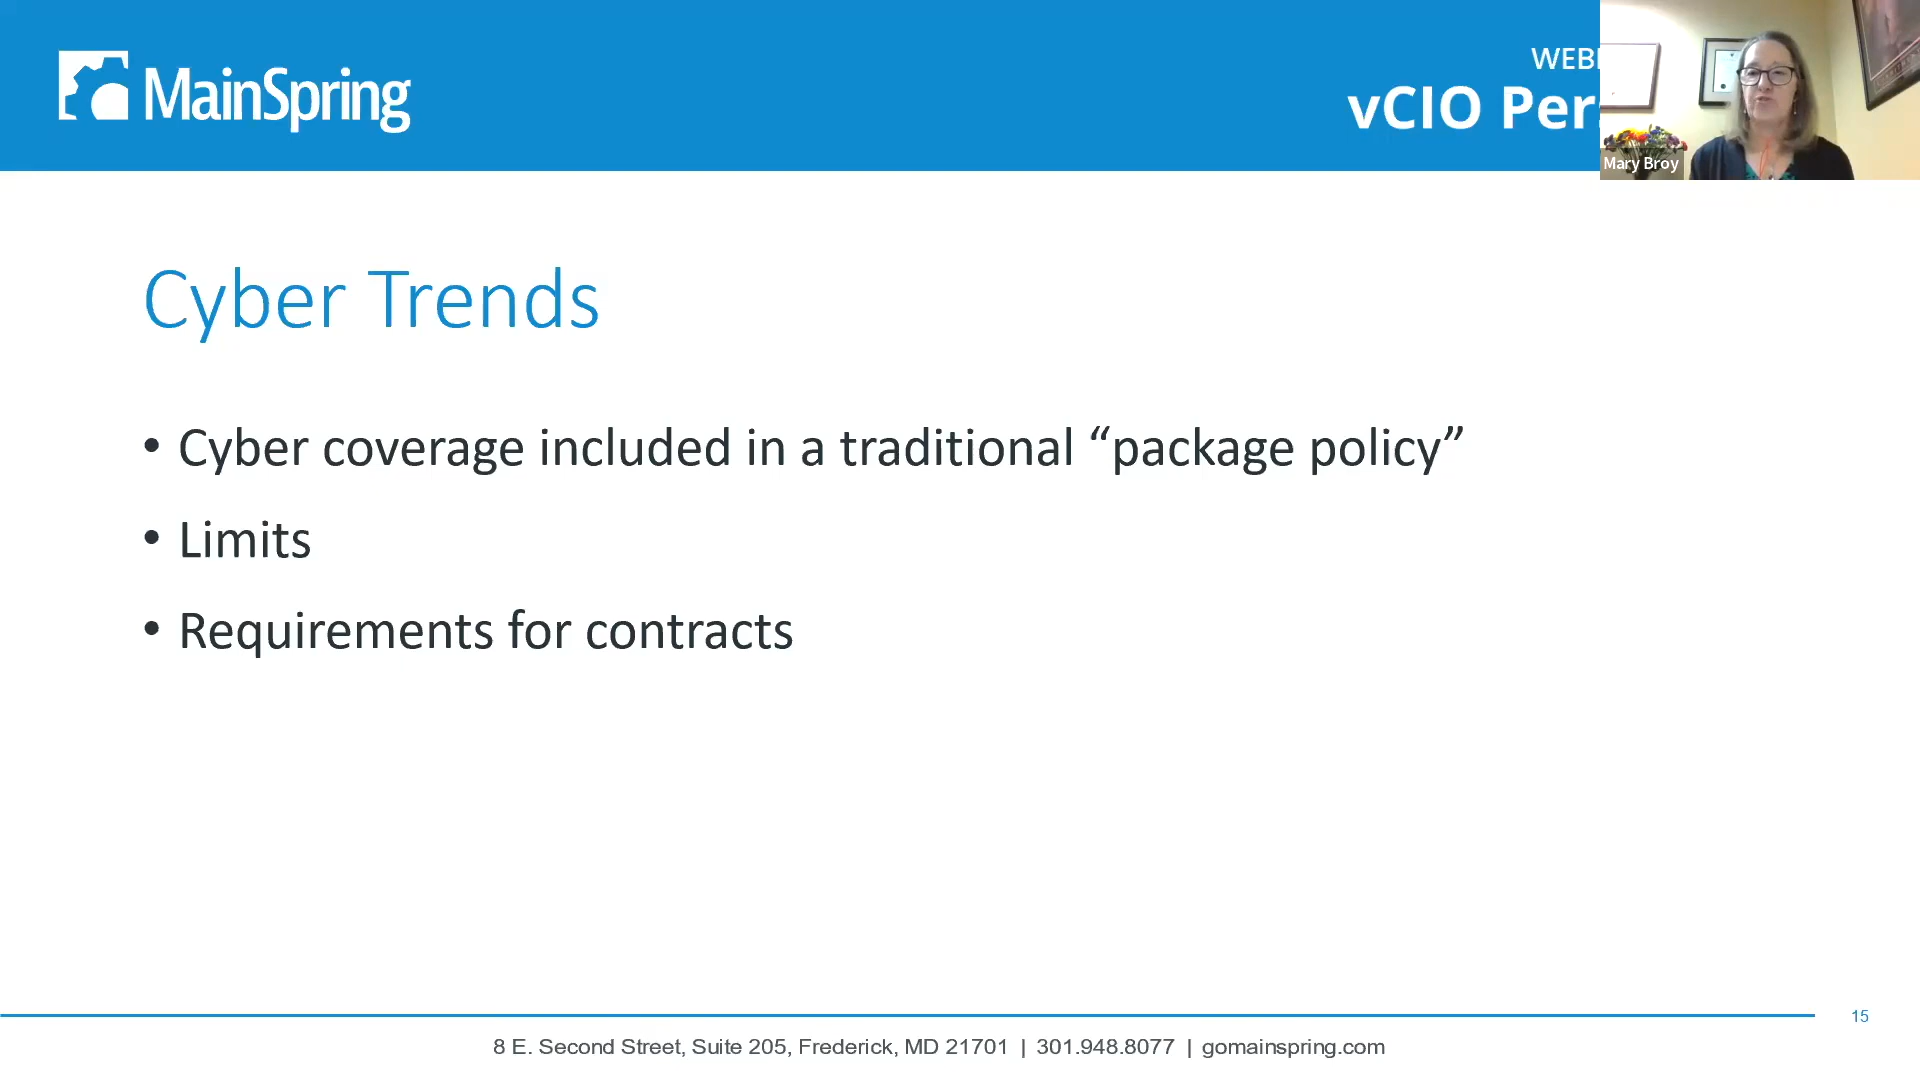 MainSpring
WEBI
vCIO Per
Mary Broy
Cyber Trends
• Cyber coverage included in a traditional “package policy”
• Limits
• Requirements for contracts
15
8 E. Second Street, Suite 205, Frederick, MD 21701 | 301.948.8077 | gomainspring.com